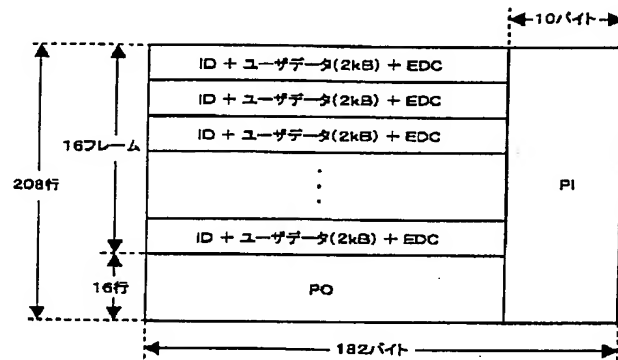 10バイト
ID + ユーザデータ(2kB) + EDC
ID + ユーザデータ(2kB) + EDC
ID + ユーザデータ(2kB) + EDC
16フレーム
208行
PI
ID + ユーザデータ(2kB) + EDC
16行
PO
182バイト